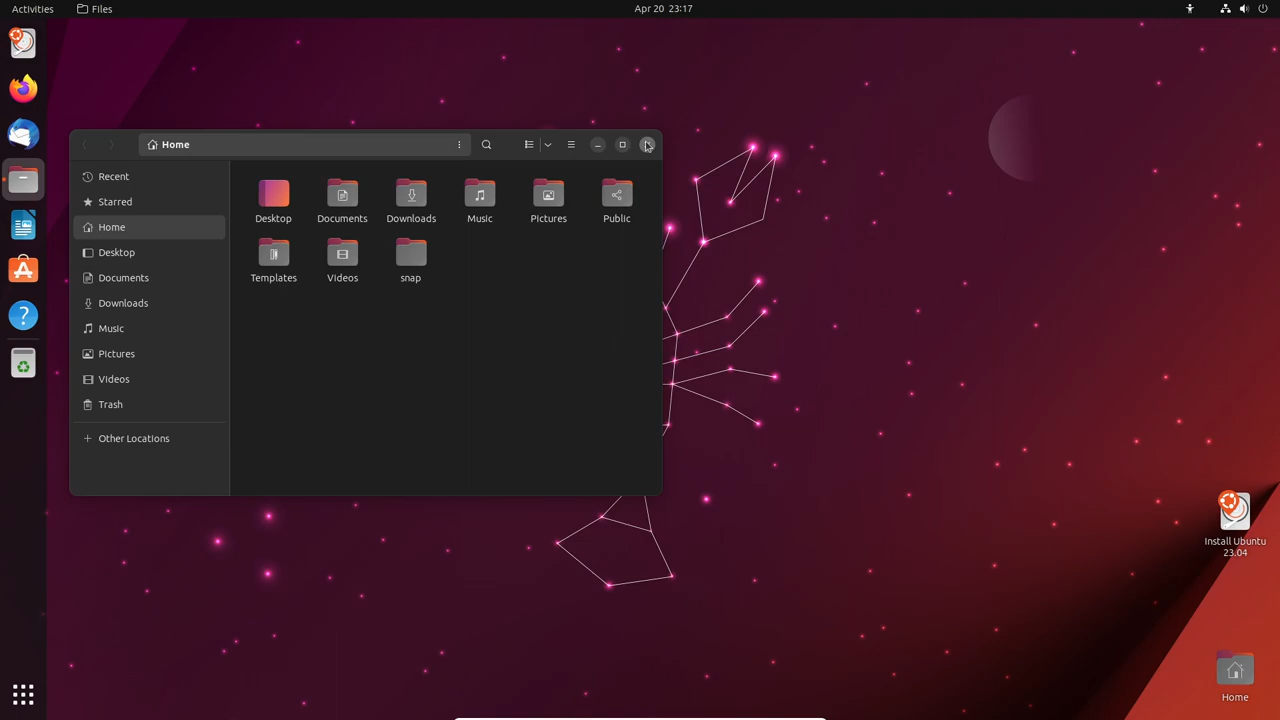 Activities
Files
Apr 20 23:17
Home
Recent
Starred
Home
Desktop
Documents
Downloads
Music
Pictures
Videos
Trash
Other Locations
Desktop
Documents
Downloads
Music
Pictures
Public
Templates
Videos
snap
Install Ubuntu
23.04
Home